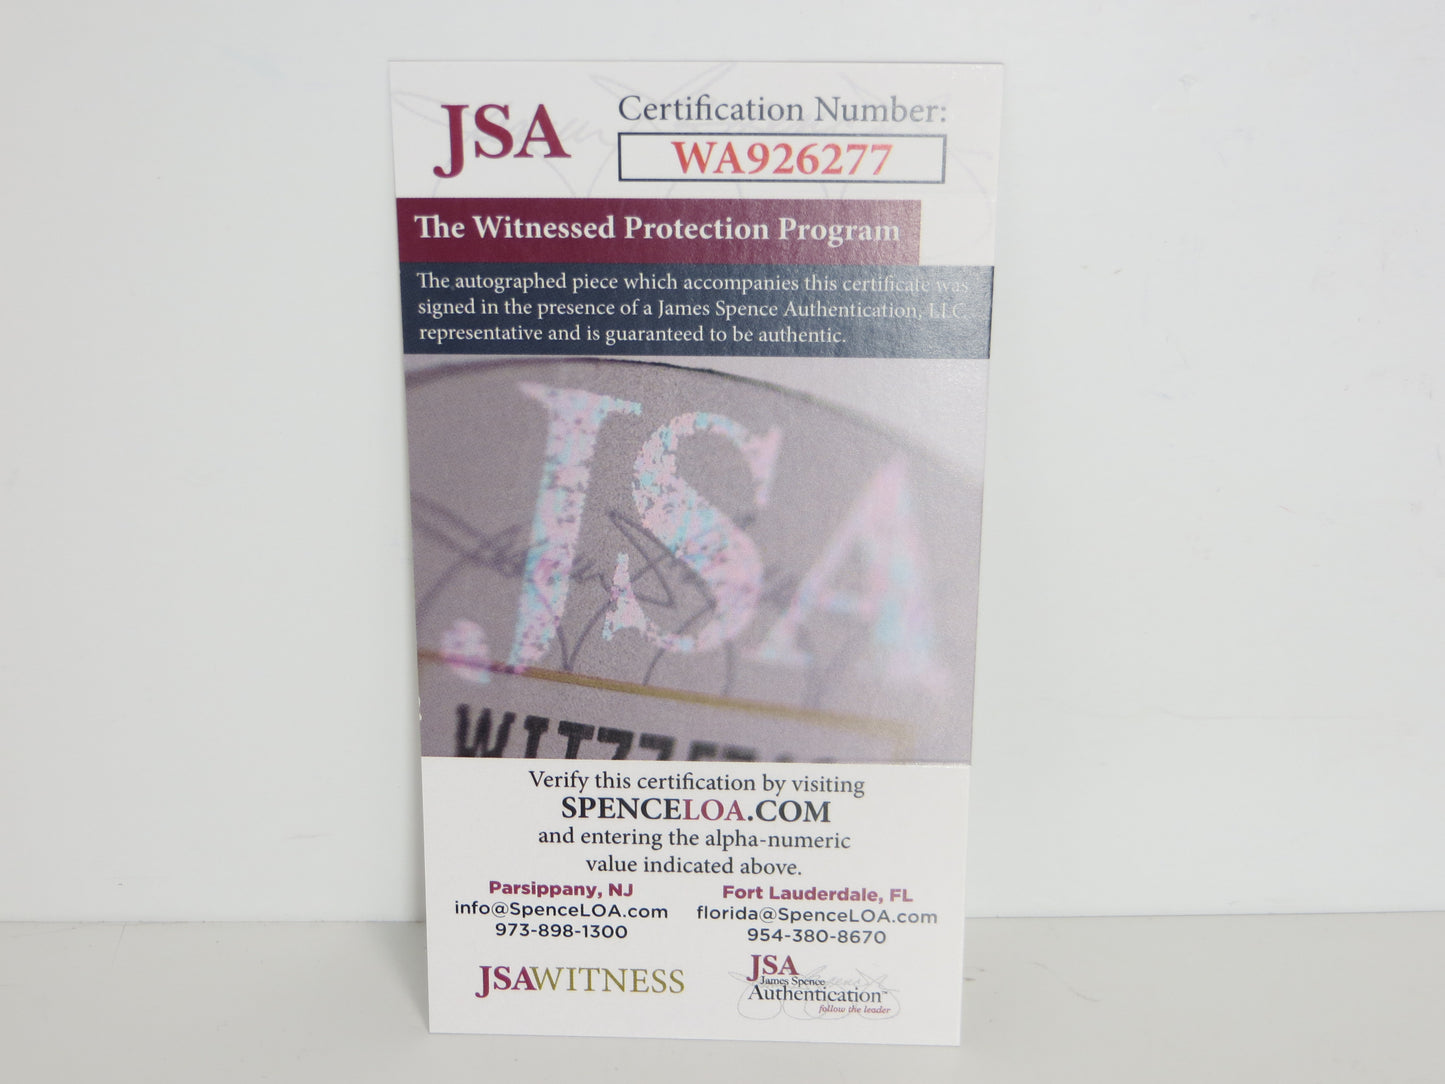 JSA
Certification Number:
WA926277
The Witnessed Protection Program
The autographed piece which accompanies this certificate was
signed in the presence of a James Spence Authentication, LLC.
representative and is guaranteed to be authentic.
JSA
Verify this certification by visiting
SPENCELOA.COM
and entering the alpha-numeric
value indicated above.
Parsippany, NJ
info@SpenceLOA.com
973-898-1300
Fort Lauderdale, FL
florida@SpenceLOA.com
954-380-8670
JSAWITNESS
JSA
James Spence
Authentication™
follow the leader